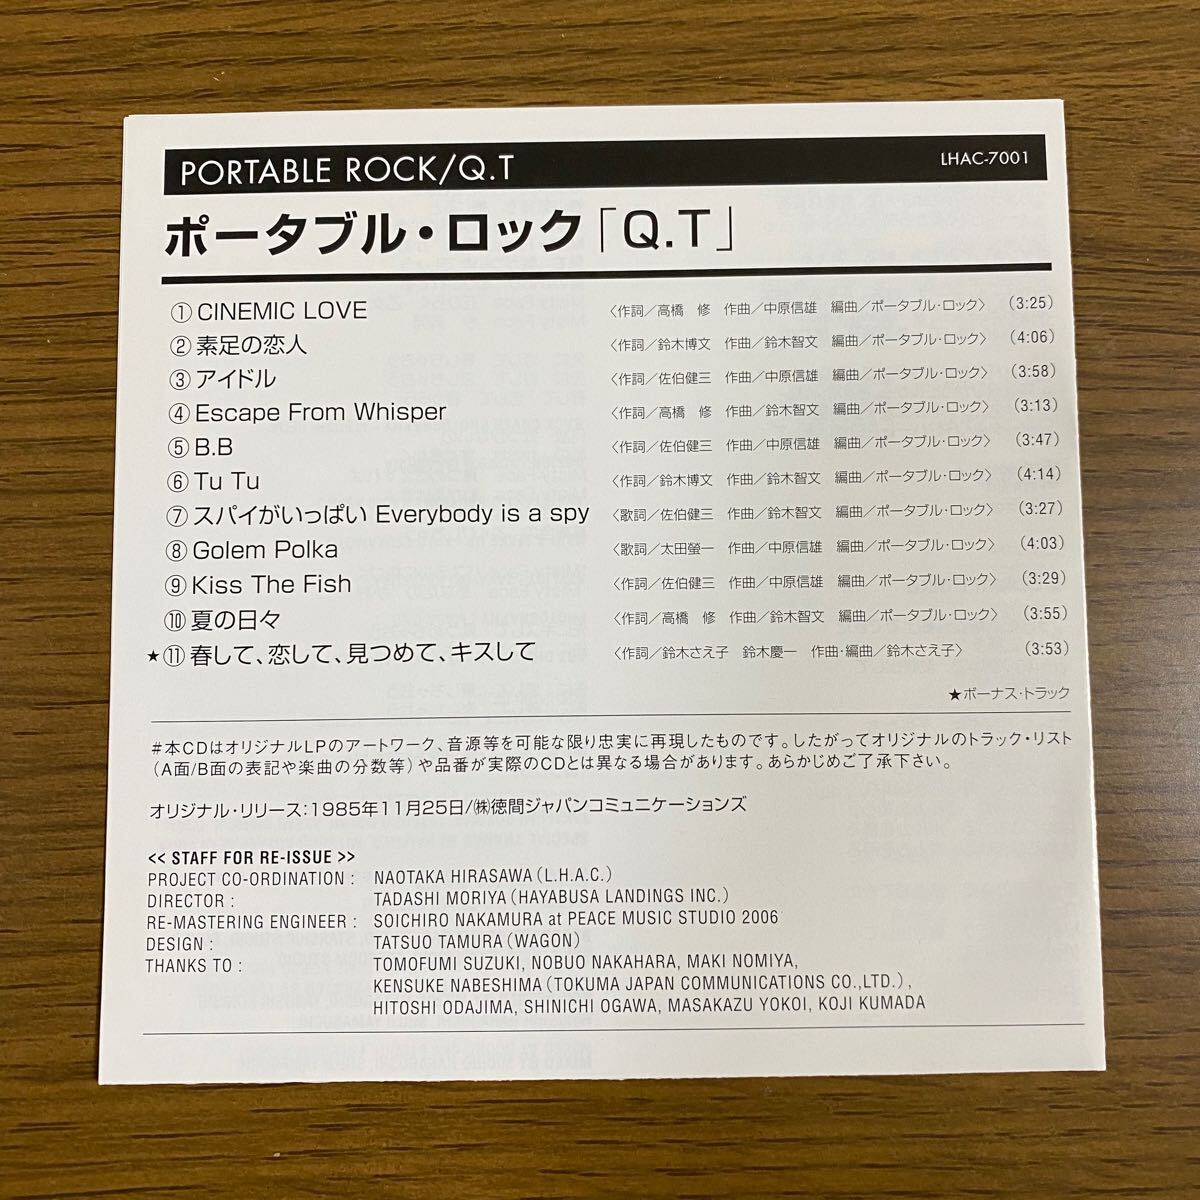 PORTABLE ROCK/Q.T LHAC-7001
ポータブル・ロック「Q.T」
① CINEMIC LOVE 〈作詞／高橋 修 作曲／中原信雄 編曲／ポータブル・ロック〉 (3:25)
② 素足の恋人 〈作詞／鈴木博文 作曲／鈴木智文 編曲／ポータブル・ロック〉 (4:06)
③ アイドル 〈作詞／佐伯健三 作曲／中原信雄 編曲／ポータブル・ロック〉 (3:58)
④ Escape From Whisper 〈作詞／高橋 修 作曲／鈴木智文 編曲／ポータブル・ロック〉 (3:13)
⑤ B.B 〈作詞／佐伯健三 作曲／中原信雄 編曲／ポータブル・ロック〉 (3:47)
⑥ Tu Tu 〈作詞／鈴木博文 作曲／鈴木智文 編曲／ポータブル・ロック〉 (4:14)
⑦ スパイがいっぱい Everybody is a spy 〈歌詞／佐伯健三 作曲／鈴木智文 編曲／ポータブル・ロック〉 (3:27)
⑧ Golem Polka 〈歌詞／太田螢一 作曲／中原信雄 編曲／ポータブル・ロック〉 (4:03)
⑨ Kiss The Fish 〈作詞／佐伯健三 作曲／中原信雄 編曲／ポータブル・ロック〉 (3:29)
⑩ 夏の日々 〈作詞／高橋 修 作曲／鈴木智文 編曲／ポータブル・ロック〉 (3:55)
★⑪ 春して、恋して、見つめて、キスして 〈作詞／鈴木さえ子 鈴木慶一 作曲・編曲／鈴木さえ子〉 (3:53)
★ボーナス・トラック
＃本CDはオリジナルLPのアートワーク、音源等を可能な限り忠実に再現したものです。したがってオリジナルのトラック・リスト
（A面/B面の表記や楽曲の分数等）や品番が実際のCDとは異なる場合があります。あらかじめご了承下さい。
オリジナル・リリース：1985年11月25日/㈱徳間ジャパンコミュニケーションズ
<< STAFF FOR RE-ISSUE >>
PROJECT CO-ORDINATION : NAOTAKA HIRASAWA (L.H.A.C.)
DIRECTOR : TADASHI MORIYA (HAYABUSA LANDINGS INC.)
RE-MASTERING ENGINEER : SOICHIRO NAKAMURA at PEACE MUSIC STUDIO 2006
DESIGN : TATSUO TAMURA (WAGON)
THANKS TO : TOMOFUMI SUZUKI, NOBUO NAKAHARA, MAKI NOMIYA,
KENSUKE NABESHIMA (TOKUMA JAPAN COMMUNICATIONS CO.,LTD.),
HITOSHI ODAJIMA, SHINICHI OGAWA, MASAKAZU YOKOI, KOJI KUMADA